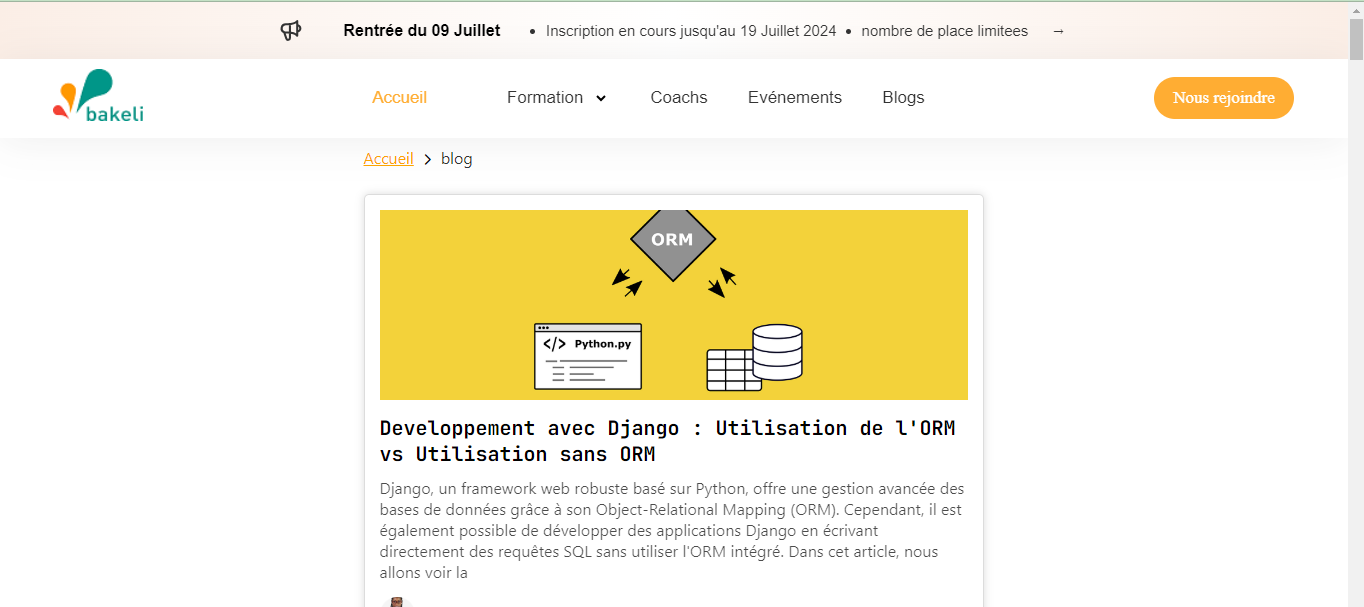 Rentrée du 09 Juillet • Inscription en cours jusqu'au 19 Juillet 2024 • nombre de place limitees →
bakeli
Accueil Formation Coachs Evénements Blogs Nous rejoindre
Accueil > blog
ORM
</> Python.py
Developpement avec Django : Utilisation de l'ORM
vs Utilisation sans ORM
Django, un framework web robuste basé sur Python, offre une gestion avancée des
bases de données grâce à son Object-Relational Mapping (ORM). Cependant, il est
également possible de développer des applications Django en écrivant
directement des requêtes SQL sans utiliser l'ORM intégré. Dans cet article, nous
allons voir la